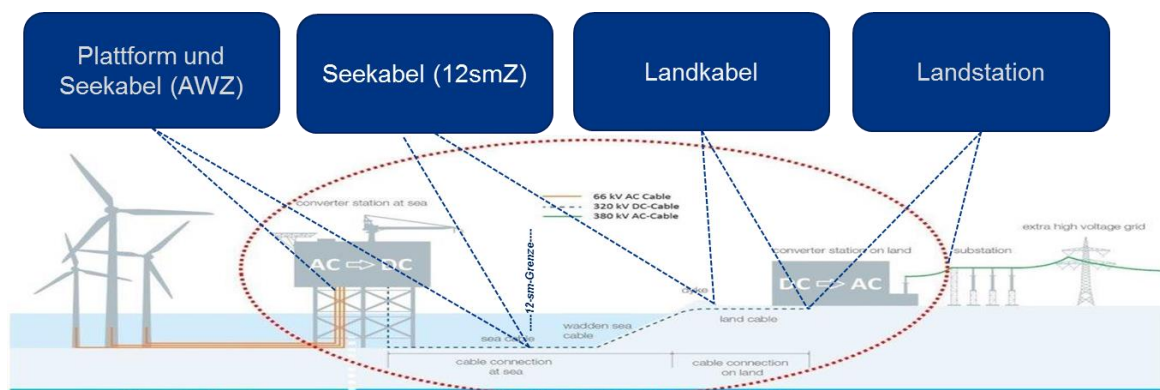 Plattform und
Seekabel (AWZ)
Seekabel (12smZ)
Landkabel
Landstation
66 kV AC Cable
320 kV DC-Cable
380 kV AC-Cable
converter station at sea
-----12-sm-Grenze----
AC ⇨ DC
converter station on land
substation
extra high voltage grid
DC ⇨ AC
dyke
land cable
wadden sea
cable
sea cable
cable connection
at sea
cable connection
on land